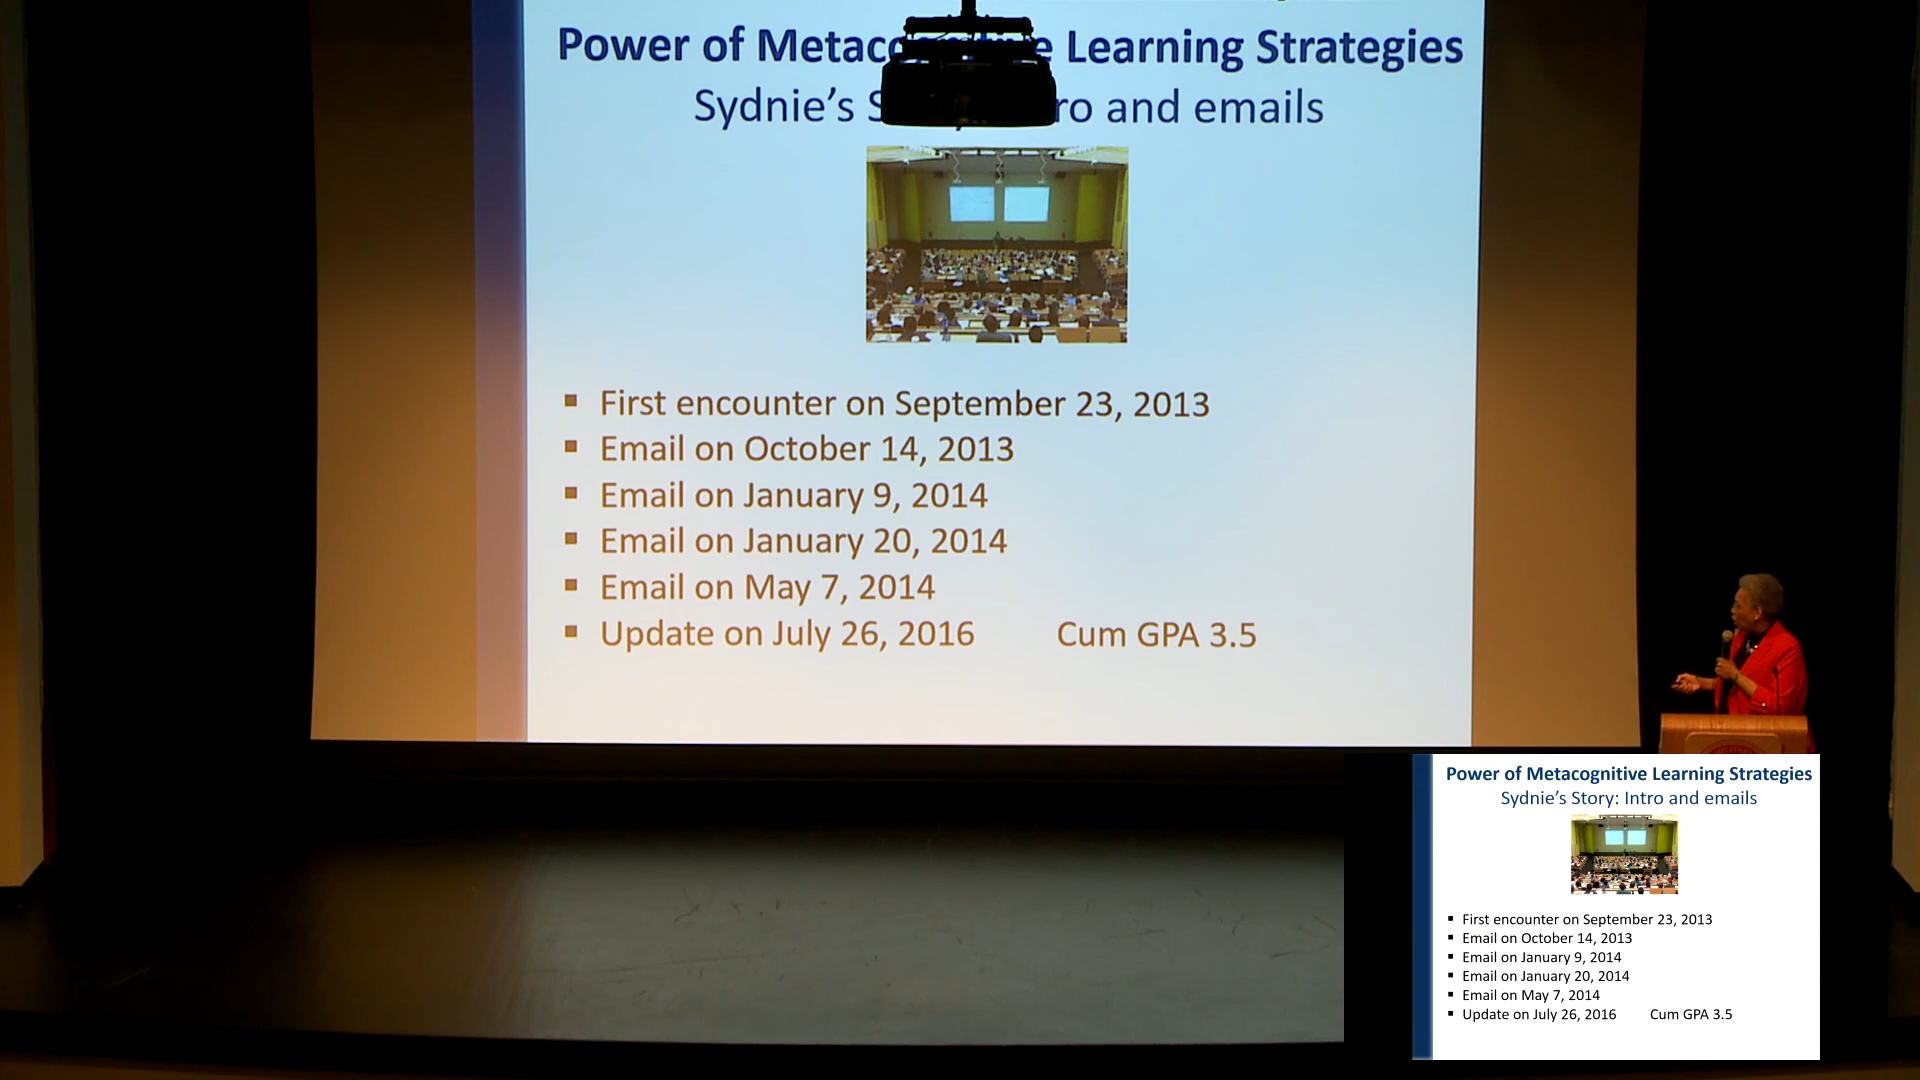 Power of Metaco e Learning Strategies
Sydnie's S ro and emails
First encounter on September 23, 2013
Email on October 14, 2013
Email on January 9, 2014
Email on January 20, 2014
Email on May 7, 2014
Update on July 26, 2016 Cum GPA 3.5
Power of Metacognitive Learning Strategies
Sydnie's Story: Intro and emails
First encounter on September 23, 2013
Email on October 14, 2013
Email on January 9, 2014
Email on January 20, 2014
Email on May 7, 2014
Update on July 26, 2016 Cum GPA 3.5